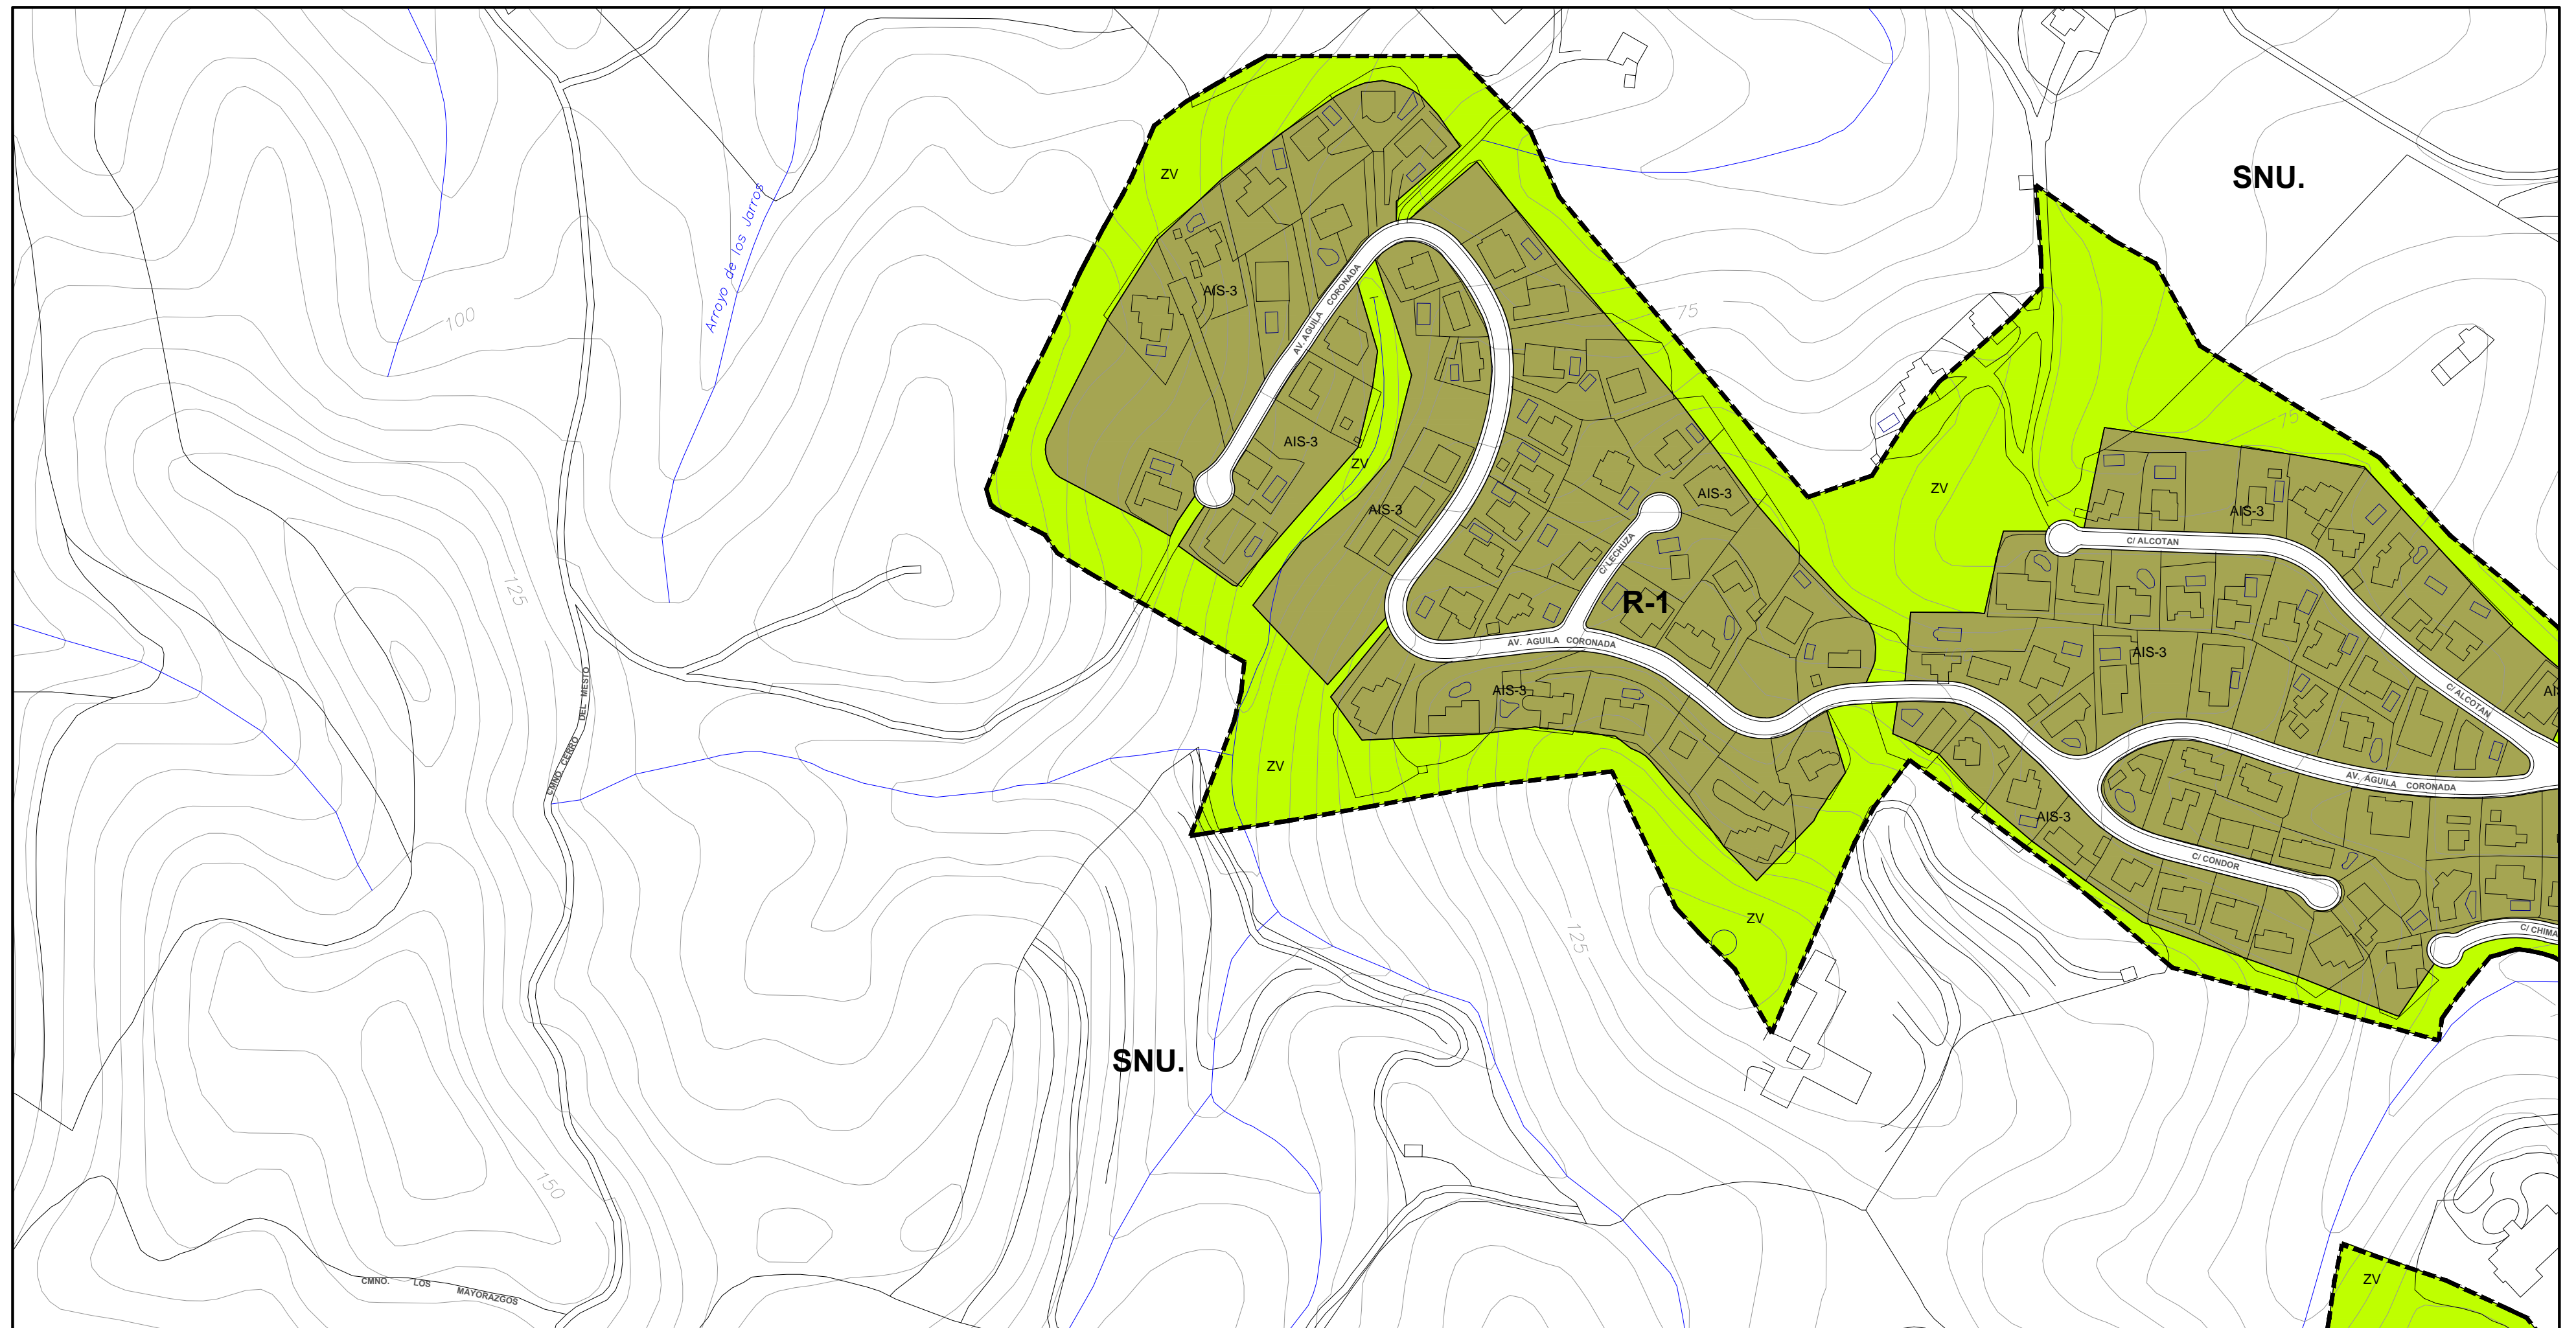 SNU.
ZV
Arroyo de los Jarros
AIS-3
AV. AGUILA CORONADA
75
100
75
AIS-3
ZV
ZV
AIS-3
AIS-3
AIS-3
C/ ALCOTAN
C/ LECHUZA
125
R-1
AV. AGUILA CORONADA
AIS-3
AIS-3
C/ ALCOTAN
CMNO. CERRO DEL MESTO
ZV
AV. AGUILA CORONADA
AIS-3
C/ CONDOR
ZV
C/ CHIMA
125
SNU.
150
ZV
CMNO. LOS MAYORAZGOS